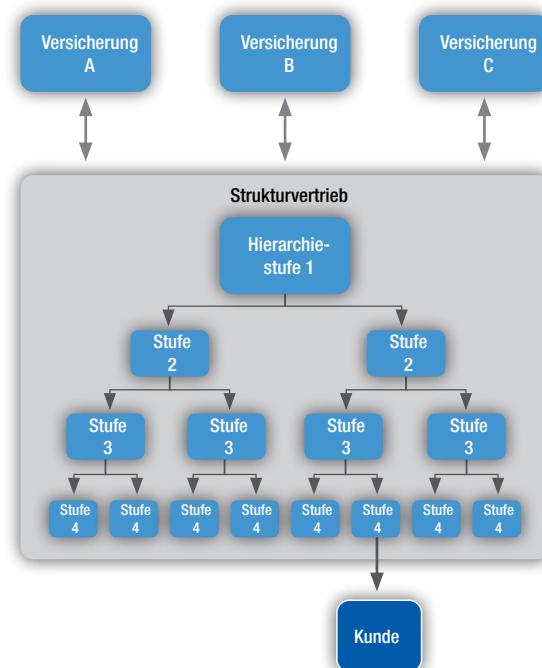 Versicherung
A
Versicherung
B
Versicherung
C
Strukturvertrieb
Hierarchie-
stufe 1
Stufe
2
Stufe
2
Stufe
3
Stufe
3
Stufe
3
Stufe
3
Stufe
4
Stufe
4
Stufe
4
Stufe
4
Stufe
4
Stufe
4
Stufe
4
Stufe
4
Kunde